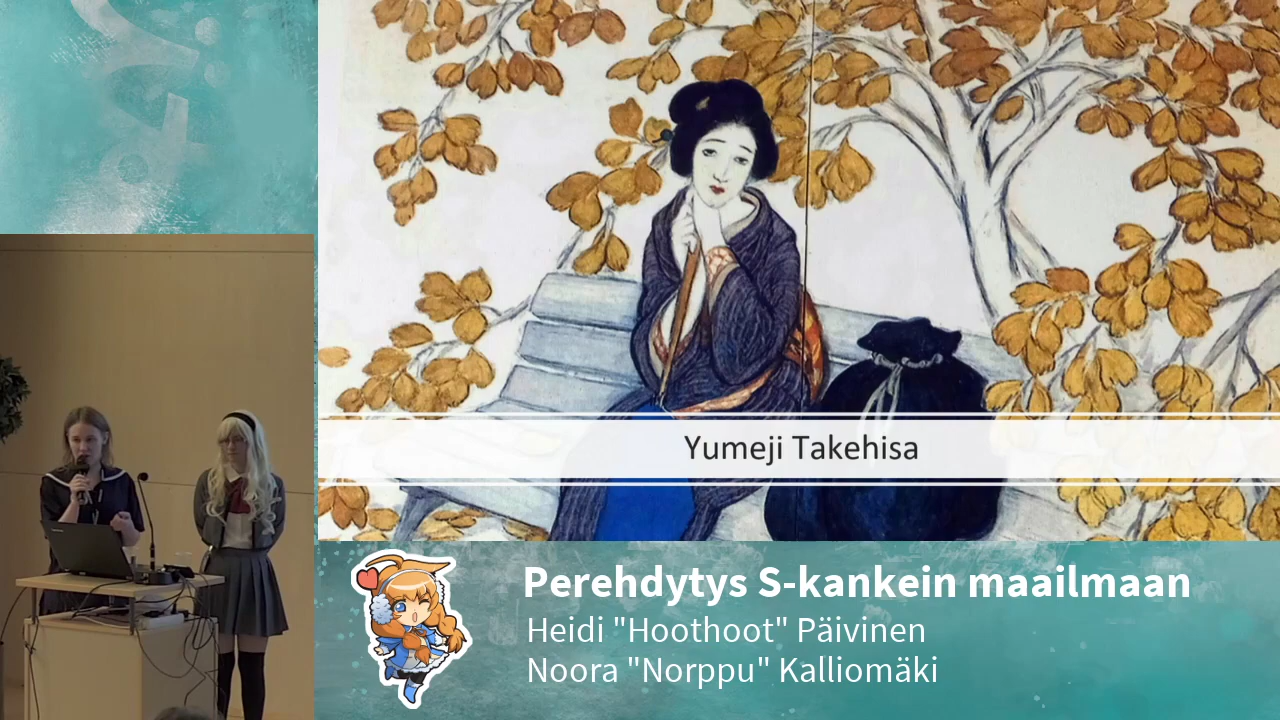 Yumeji Takehisa
Perehdytys S-kankein maailmaan
Heidi "Hoothoot" Päivinen
Noora "Norppu" Kalliomäki